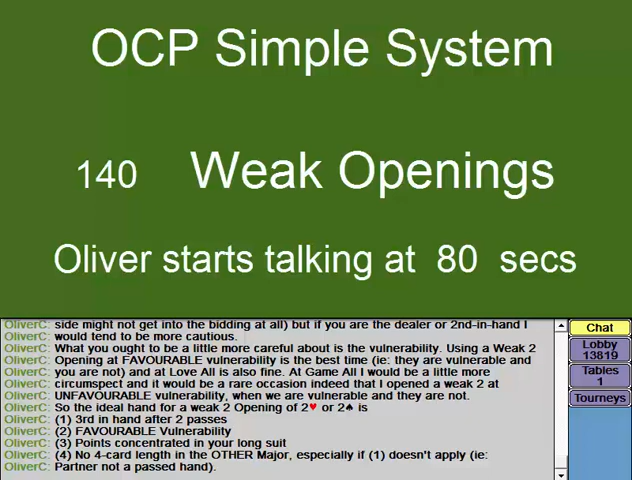 OCP Simple System
140 Weak Openings
Oliver starts talking at 80 secs
OliverC: side might not get into the bidding at all) but if you are the dealer or 2nd-in-hand I
OliverC: would tend to be more cautious.
OliverC: What you ought to be a little more careful about is the vulnerability. Using a Weak 2
OliverC: Opening at FAVOURABLE vulnerability is the best time (ie: they are vulnerable and
OliverC: you are not) and at Love All is also fine. At Game All I would be a little more
OliverC: circumspect and it would be a rare occasion indeed that I opened a weak 2 at
OliverC: UNFAVOURABLE vulnerability, when we are vulnerable and they are not.
OliverC: So the ideal hand for a weak 2 Opening of 2♥ or 2♠ is
OliverC: (1) 3rd in hand after 2 passes
OliverC: (2) FAVOURABLE Vulnerability
OliverC: (3) Points concentrated in your long suit
OliverC: (4) No 4-card length in the OTHER Major, especially if (1) doesn't apply (ie:
OliverC: Partner not a passed hand).
Chat
Lobby
13819
Tables
1
Tourneys